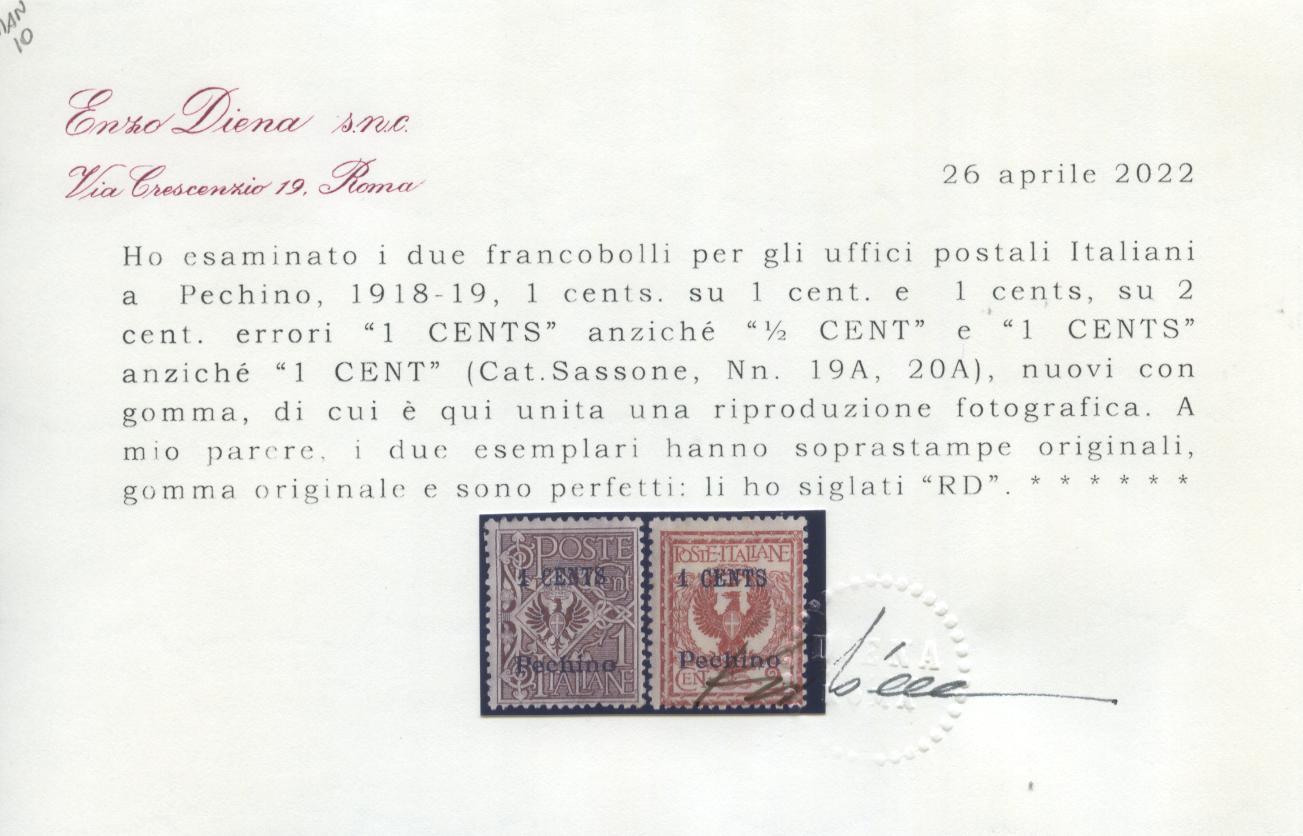 MAN
10
Enzo Diena s.n.c.
Via Crescenzio 19, Roma
26 aprile 2022
Ho esaminato i due francobolli per gli uffici postali Italiani
a Pechino, 1918-19, 1 cents. su 1 cent. e 1 cents, su 2
cent. errori “1 CENTS” anziché “½ CENT” e “1 CENTS”
anziché “1 CENT” (Cat.Sassone, Nn. 19A, 20A), nuovi con
gomma, di cui è qui unita una riproduzione fotografica. A
mio parere, i due esemplari hanno soprastampe originali,
gomma originale e sono perfetti: li ho siglati “RD”. * * * * * *
POSTE
1 CENTS
Cent
1
Pechino
ITALIANE
POSTE·ITALIANE
1 CENTS
Pechino